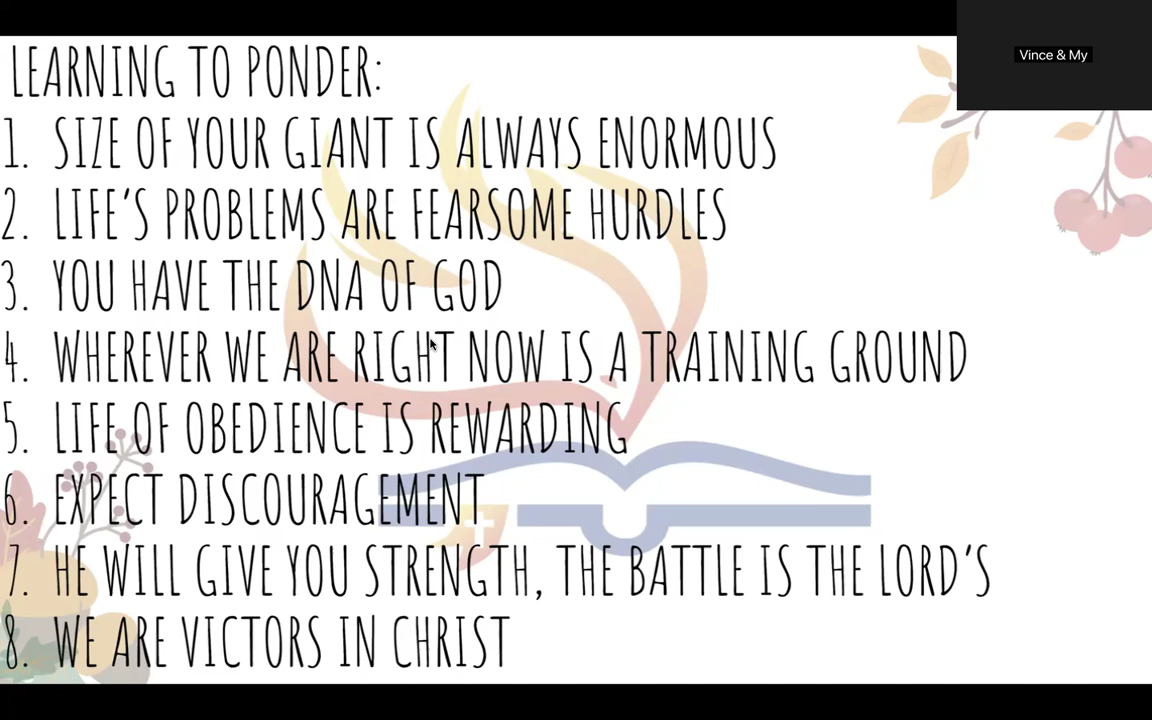 LEARNING TO PONDER:
Vince & My
1. SIZE OF YOUR GIANT IS ALWAYS ENORMOUS
2. LIFE'S PROBLEMS ARE FEARSOME HURDLES
3. YOU HAVE THE DNA OF GOD
4. WHEREVER WE ARE RIGHT NOW IS A TRAINING GROUND
5. LIFE OF OBEDIENCE IS REWARDING
6. EXPECT DISCOURAGEMENT
7. HE WILL GIVE YOU STRENGTH, THE BATTLE IS THE LORD'S
8. WE ARE VICTORS IN CHRIST